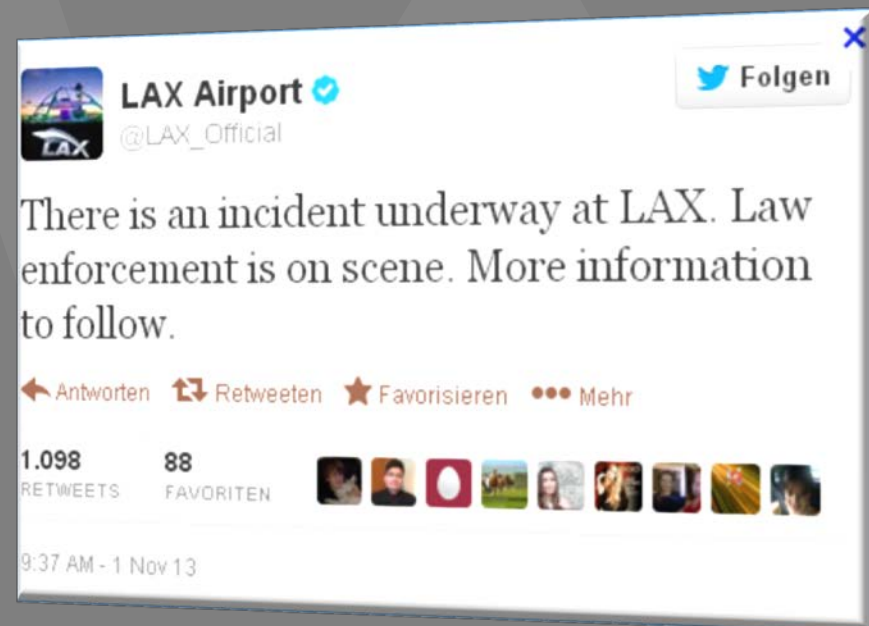 LAX Airport
@LAX_Official
Folgen
LAX
There is an incident underway at LAX. Law
enforcement is on scene. More information
to follow.
Antworten Retweeten Favorisieren ••• Mehr
1.098 88
RETWEETS FAVORITEN
9:37 AM - 1 Nov 13